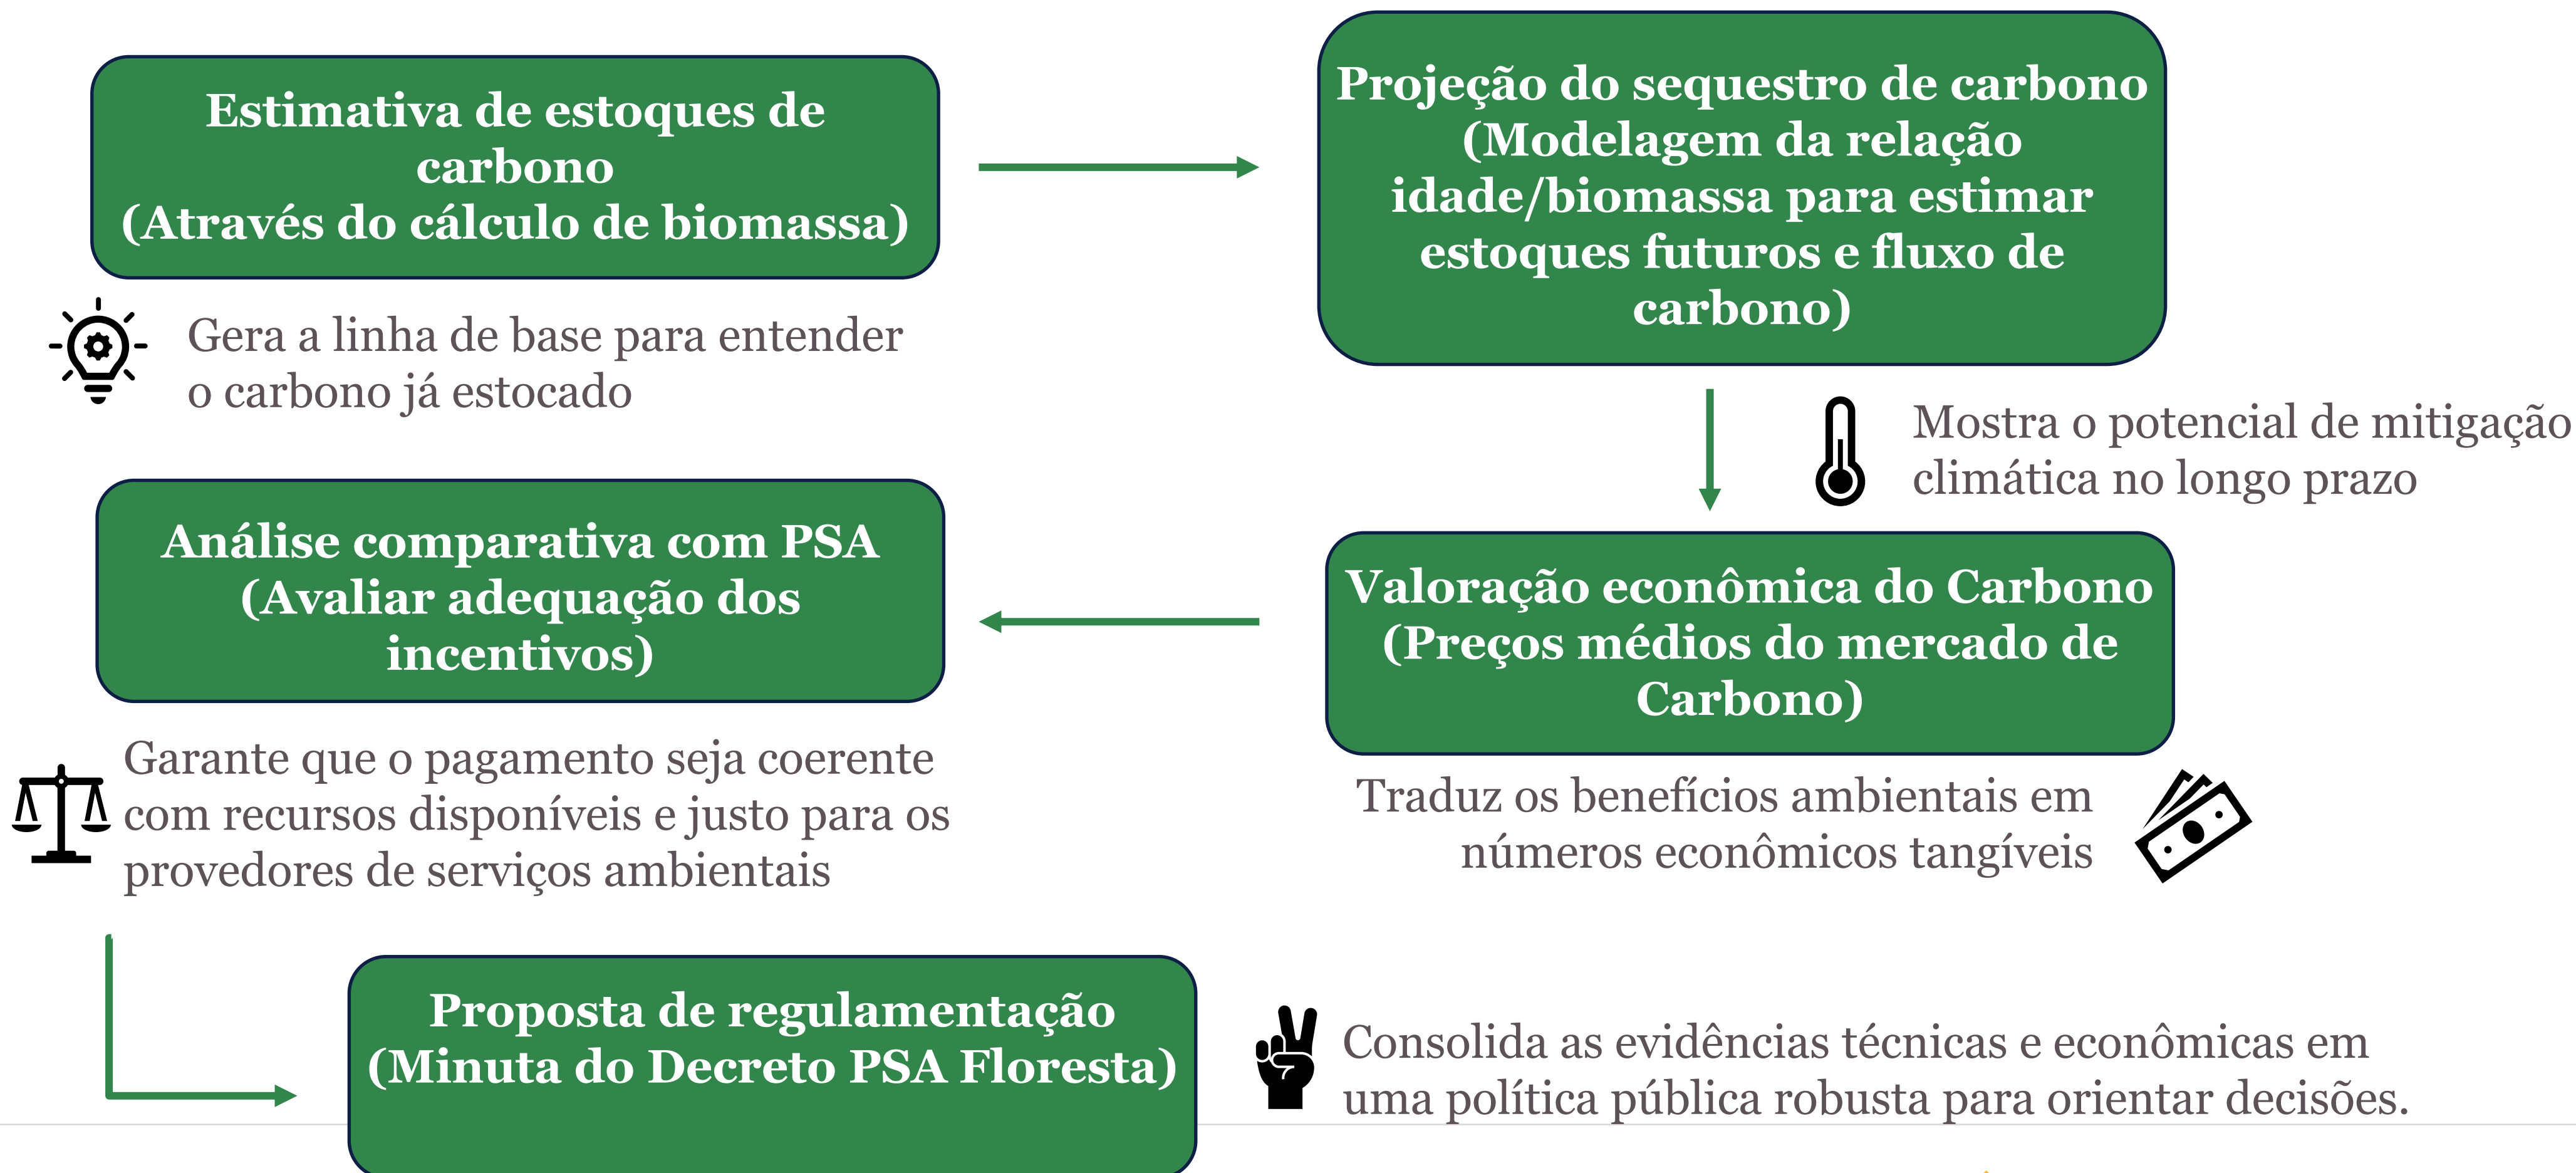 Estimativa de estoques de
carbono
(Através do cálculo de biomassa)
Gera a linha de base para entender
o carbono já estocado
Projeção do sequestro de carbono
(Modelagem da relação
idade/biomassa para estimar
estoques futuros e fluxo de
carbono)
Mostra o potencial de mitigação
climática no longo prazo
Valoração econômica do Carbono
(Preços médios do mercado de
Carbono)
Traduz os benefícios ambientais em
números econômicos tangíveis
Análise comparativa com PSA
(Avaliar adequação dos
incentivos)
Garante que o pagamento seja coerente
com recursos disponíveis e justo para os
provedores de serviços ambientais
Proposta de regulamentação
(Minuta do Decreto PSA Floresta)
Consolida as evidências técnicas e econômicas em
uma política pública robusta para orientar decisões.